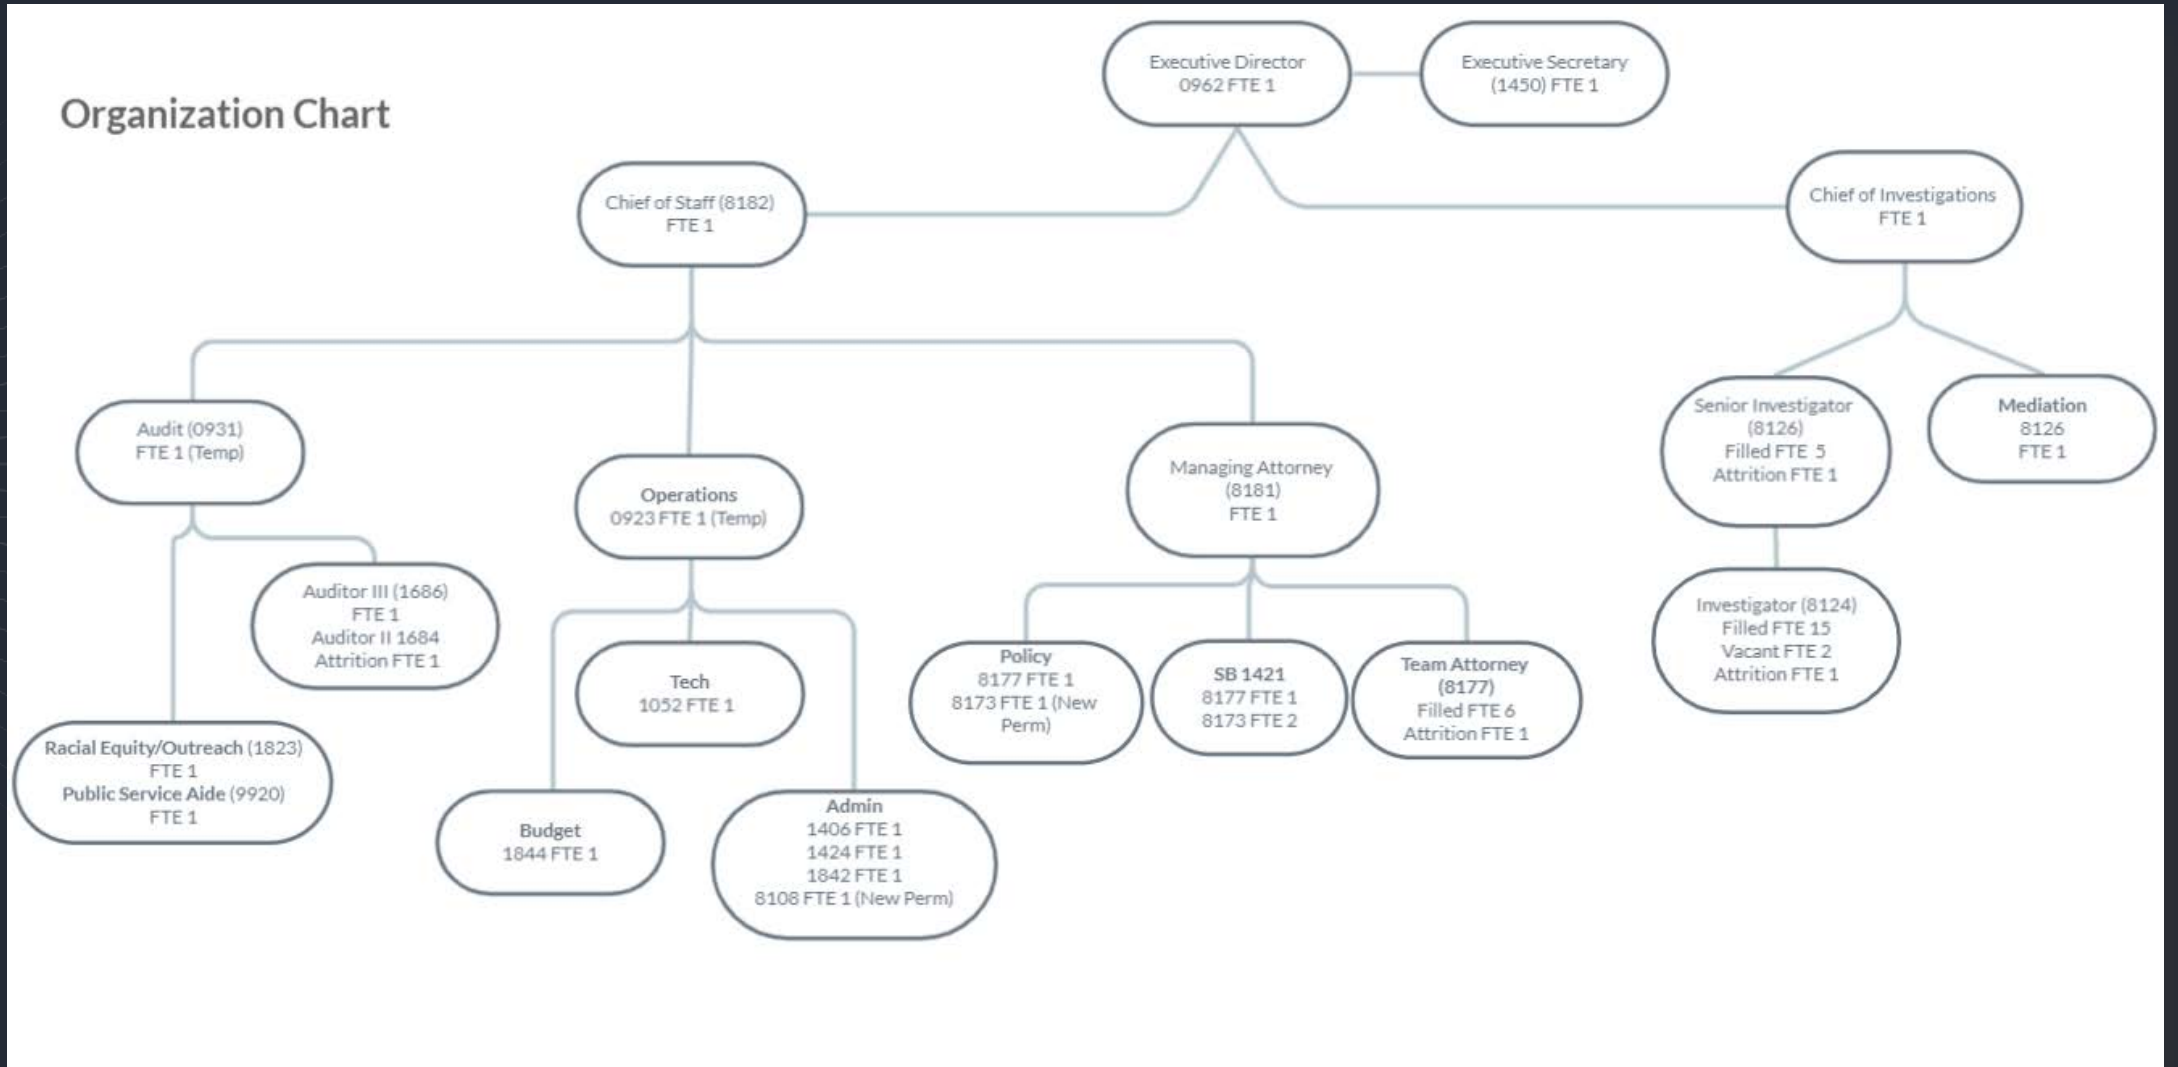 Organization Chart
Executive Director
0962 FTE 1
Executive Secretary
(1450) FTE 1
Chief of Staff (8182)
FTE 1
Chief of Investigations
FTE 1
Audit (0931)
FTE 1 (Temp)
Operations
0923 FTE 1 (Temp)
Managing Attorney
(8181)
FTE 1
Senior Investigator
(8126)
Filled FTE 5
Attrition FTE 1
Mediation
8126
FTE 1
Auditor III (1686)
FTE 1
Auditor II 1684
Attrition FTE 1
Racial Equity/Outreach (1823)
FTE 1
Public Service Aide (9920)
FTE 1
Tech
1052 FTE 1
Budget
1844 FTE 1
Admin
1406 FTE 1
1424 FTE 1
1842 FTE 1
8108 FTE 1 (New Perm)
Policy
8177 FTE 1
8173 FTE 1 (New
Perm)
SB 1421
8177 FTE 1
8173 FTE 2
Team Attorney
(8177)
Filled FTE 6
Attrition FTE 1
Investigator (8124)
Filled FTE 15
Vacant FTE 2
Attrition FTE 1